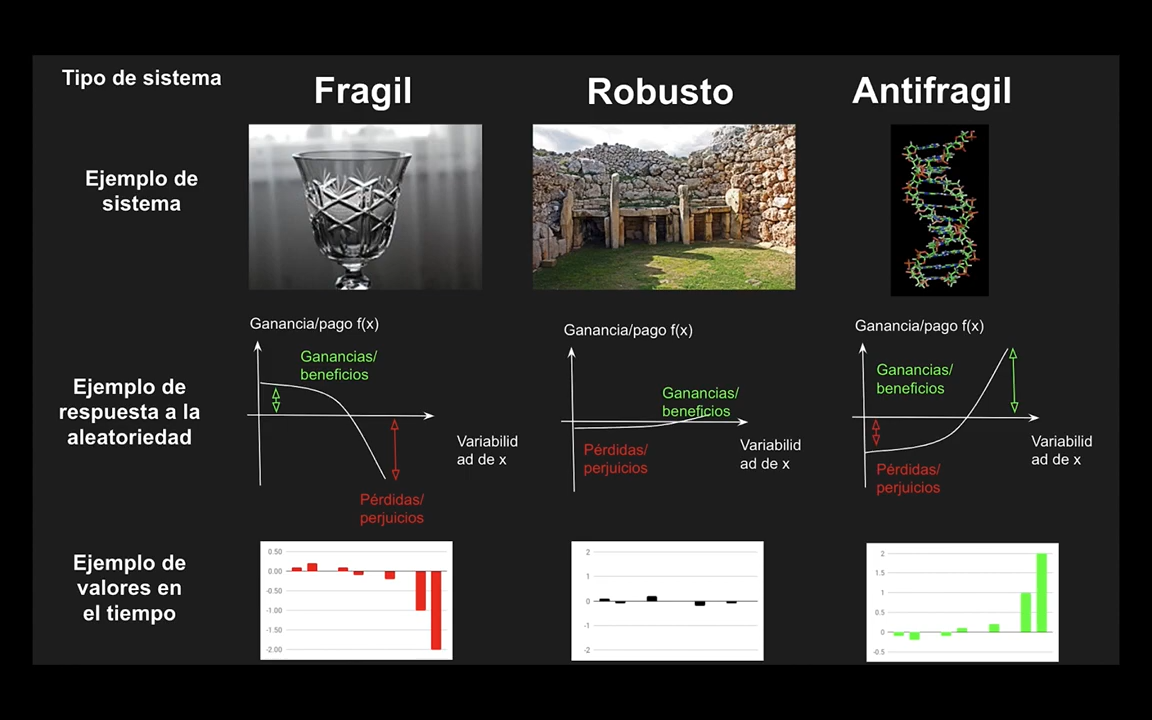 Tipo de sistema
Fragil
Robusto
Antifragil
Ejemplo de
sistema
Ejemplo de
respuesta a la
aleatoriedad
Ganancia/pago f(x)
Ganancias/
beneficios
Variabilid
ad de x
Pérdidas/
perjuicios
Ganancia/pago f(x)
Ganancias/
beneficios
Pérdidas/
perjuicios
Variabilid
ad de x
Ganancia/pago f(x)
Ganancias/
beneficios
Variabilid
ad de x
Pérdidas/
perjuicios
Ejemplo de
valores en
el tiempo
0.50
0.00
-0.50
-1.00
-1.50
-2.00
2
1
0
-1
-2
2
1.5
1
0.5
0
-0.5